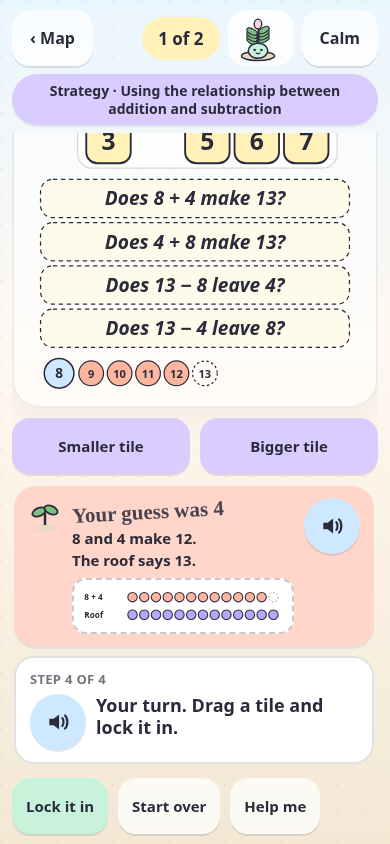 ‹ Map
1 of 2
Calm
Strategy · Using the relationship between
addition and subtraction
3 5 6 7
Does 8 + 4 make 13?
Does 4 + 8 make 13?
Does 13 − 8 leave 4?
Does 13 − 4 leave 8?
8 9 10 11 12 13
Smaller tile
Bigger tile
Your guess was 4
8 and 4 make 12.
The roof says 13.
8 + 4
Roof
STEP 4 OF 4
Your turn. Drag a tile and
lock it in.
Lock it in
Start over
Help me